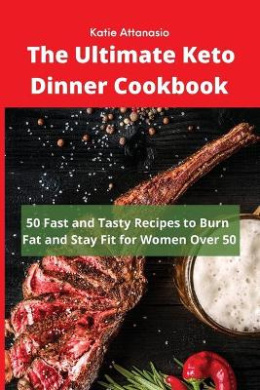 Katie Attanasio
The Ultimate Keto
Dinner Cookbook
50 Fast and Tasty Recipes to Burn
Fat and Stay Fit for Women Over 50